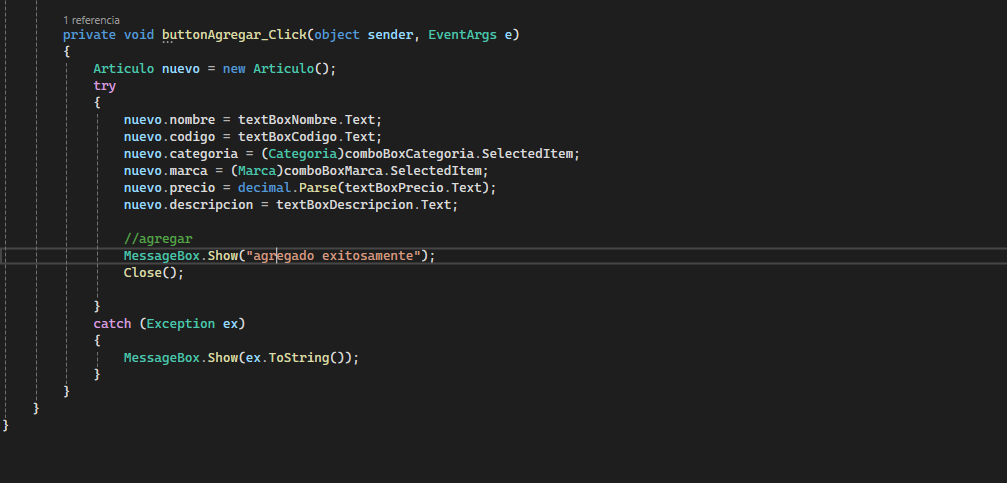 1 referencia
private void buttonAgregar_Click(object sender, EventArgs e)
{
Articulo nuevo = new Articulo();
try
{
nuevo.nombre = textBoxNombre.Text;
nuevo.codigo = textBoxCodigo.Text;
nuevo.categoria = (Categoria)comboBoxCategoria.SelectedItem;
nuevo.marca = (Marca)comboBoxMarca.SelectedItem;
nuevo.precio = decimal.Parse(textBoxPrecio.Text);
nuevo.descripcion = textBoxDescripcion.Text;
//agregar
MessageBox.Show("agregado exitosamente");
Close();
}
catch (Exception ex)
{
MessageBox.Show(ex.ToString());
}
}
}
}